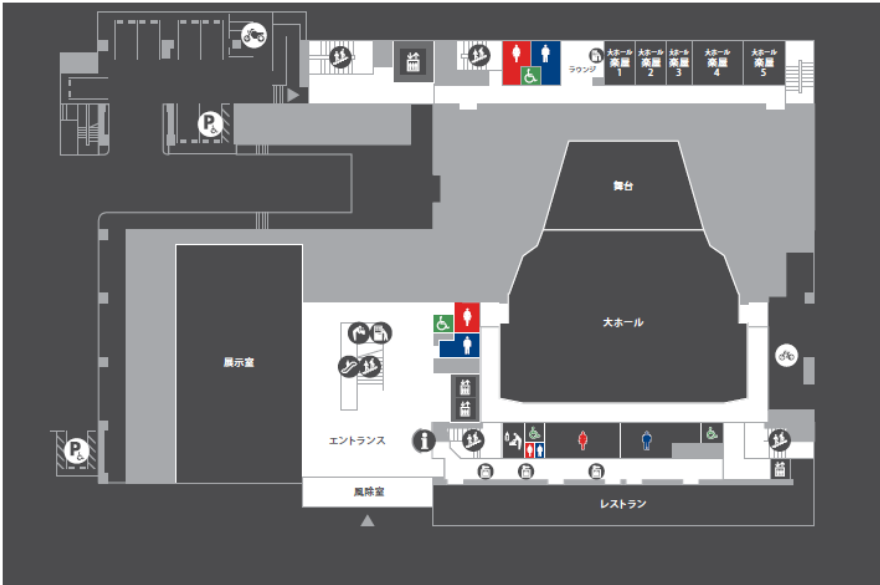 ラウンジ
大ホール
楽屋
1
大ホール
楽屋
2
大ホール
楽屋
3
大ホール
楽屋
4
大ホール
楽屋
5
P
舞台
大ホール
展示室
エントランス
i
P
風除室
レストラン